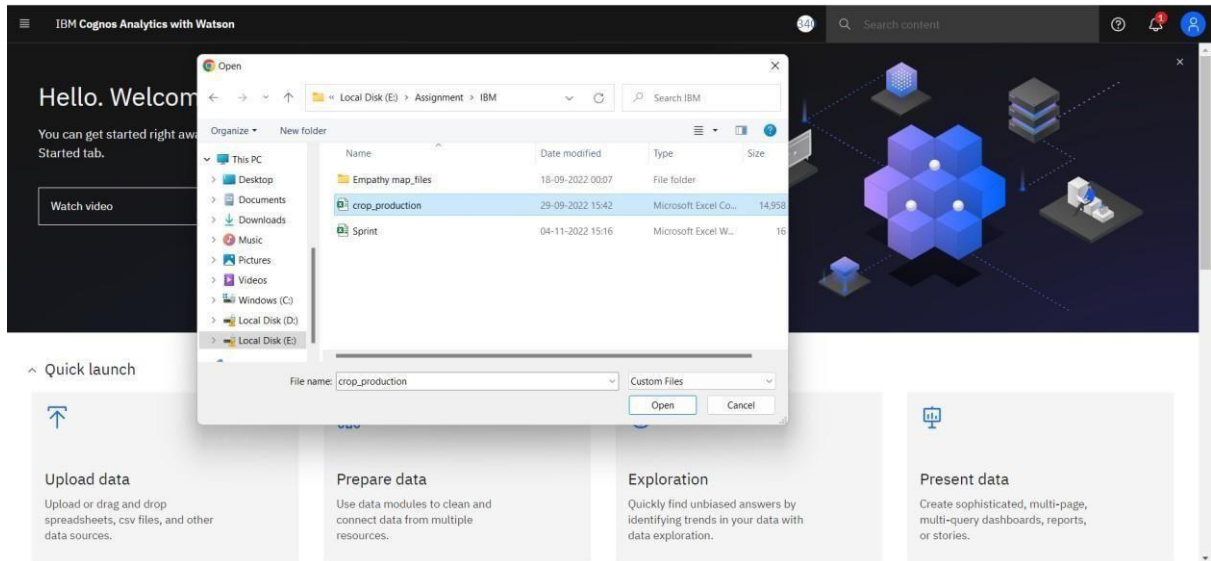 IBM Cognos Analytics with Watson
Search content
Hello. Welcom
You can get started right awa
Started tab.
Watch video
Open
« Local Disk (E:) › Assignment › IBM
Search IBM
Organize
New folder
This PC
Desktop
Documents
Downloads
Music
Pictures
Videos
Windows (C:)
Local Disk (D:)
Local Disk (E:)
Name Date modified Type Size
Empathy map_files 18-09-2022 00:07 File folder
crop_production 29-09-2022 15:42 Microsoft Excel Co... 14,958
Sprint 04-11-2022 15:16 Microsoft Excel W... 16
File name: crop_production
Custom Files
Open
Cancel
Quick launch
Upload data
Upload or drag and drop
spreadsheets, csv files, and other
data sources.
Prepare data
Use data modules to clean and
connect data from multiple
resources.
Exploration
Quickly find unbiased answers by
identifying trends in your data with
data exploration.
Present data
Create sophisticated, multi-page,
multi-query dashboards, reports,
or stories.